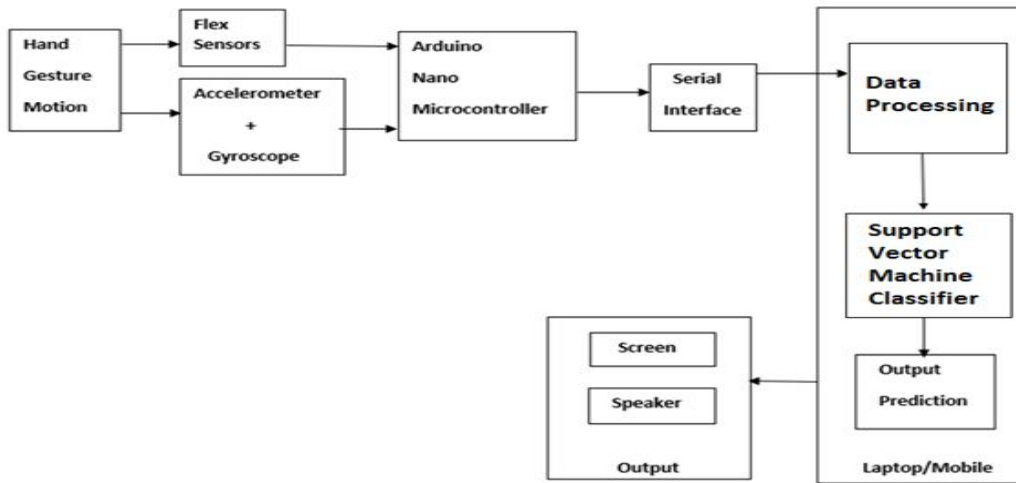 Hand
Gesture
Motion
Flex
Sensors
Accelerometer
+
Gyroscope
Arduino
Nano
Microcontroller
Serial
Interface
Data
Processing
Support
Vector
Machine
Classifier
Output
Prediction
Laptop/Mobile
Screen
Speaker
Output